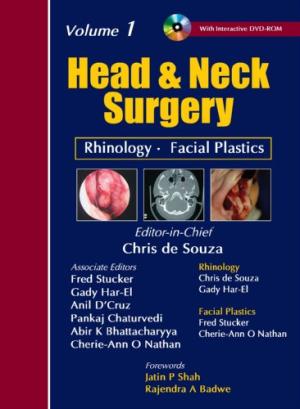 Volume 1
With Interactive DVD-ROM
Head & Neck
Surgery
Rhinology · Facial Plastics
Editor-in-Chief
Chris de Souza
Associate Editors
Fred Stucker
Gady Har-El
Anil D'Cruz
Pankaj Chaturvedi
Abir K Bhattacharyya
Cherie-Ann O Nathan
Rhinology
Chris de Souza
Gady Har-El
Facial Plastics
Fred Stucker
Cherie-Ann O Nathan
Forewords
Jatin P Shah
Rajendra A Badwe